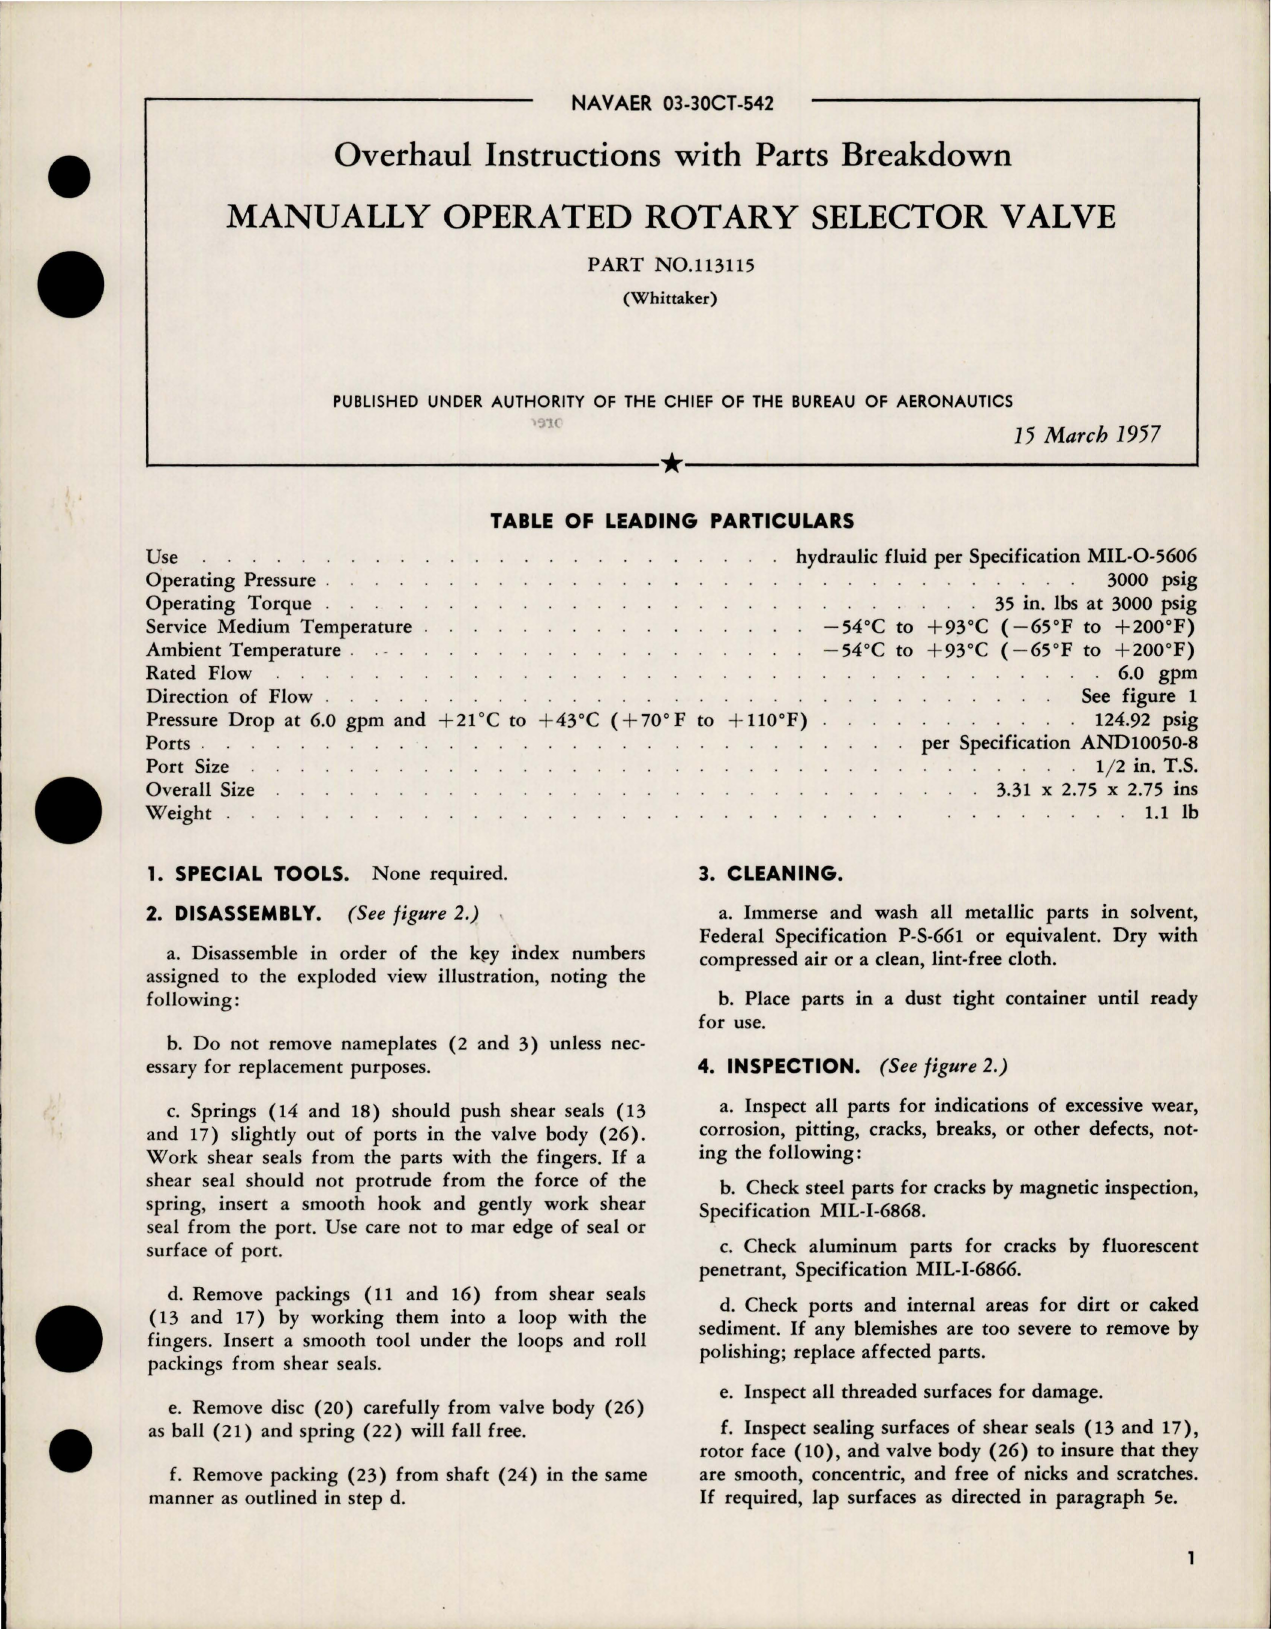 NAVAER 03-30CT-542
Overhaul Instructions with Parts Breakdown
MANUALLY OPERATED ROTARY SELECTOR VALVE
PART NO.113115
(Whittaker)
PUBLISHED UNDER AUTHORITY OF THE CHIEF OF THE BUREAU OF AERONAUTICS
15 March 1957
TABLE OF LEADING PARTICULARS
Use . . . . . . . . . . . . . . . . . . . . . . . . hydraulic fluid per Specification MIL-O-5606
Operating Pressure . . . . . . . . . . . . . . . . . . . . . . . . . . . . . . . 3000 psig
Operating Torque . . . . . . . . . . . . . . . . . . . . . . . . . . . 35 in. lbs at 3000 psig
Service Medium Temperature . . . . . . . . . . . . . . . . −54°C to +93°C (−65°F to +200°F)
Ambient Temperature . . . . . . . . . . . . . . . . . . . −54°C to +93°C (−65°F to +200°F)
Rated Flow . . . . . . . . . . . . . . . . . . . . . . . . . . . . . . . . . . 6.0 gpm
Direction of Flow . . . . . . . . . . . . . . . . . . . . . . . . . . . . . . See figure 1
Pressure Drop at 6.0 gpm and +21°C to +43°C (+70°F to +110°F) . . . . . . . . . . . 124.92 psig
Ports . . . . . . . . . . . . . . . . . . . . . . . . . . . . . per Specification AND10050-8
Port Size . . . . . . . . . . . . . . . . . . . . . . . . . . . . . . . . . . 1/2 in. T.S.
Overall Size . . . . . . . . . . . . . . . . . . . . . . . . . . . . . 3.31 x 2.75 x 2.75 ins
Weight . . . . . . . . . . . . . . . . . . . . . . . . . . . . . . . . . . . . 1.1 lb
1. SPECIAL TOOLS. None required.
2. DISASSEMBLY. (See figure 2.)
a. Disassemble in order of the key index numbers
assigned to the exploded view illustration, noting the
following:
b. Do not remove nameplates (2 and 3) unless nec-
essary for replacement purposes.
c. Springs (14 and 18) should push shear seals (13
and 17) slightly out of ports in the valve body (26).
Work shear seals from the parts with the fingers. If a
shear seal should not protrude from the force of the
spring, insert a smooth hook and gently work shear
seal from the port. Use care not to mar edge of seal or
surface of port.
d. Remove packings (11 and 16) from shear seals
(13 and 17) by working them into a loop with the
fingers. Insert a smooth tool under the loops and roll
packings from shear seals.
e. Remove disc (20) carefully from valve body (26)
as ball (21) and spring (22) will fall free.
f. Remove packing (23) from shaft (24) in the same
manner as outlined in step d.
3. CLEANING.
a. Immerse and wash all metallic parts in solvent,
Federal Specification P-S-661 or equivalent. Dry with
compressed air or a clean, lint-free cloth.
b. Place parts in a dust tight container until ready
for use.
4. INSPECTION. (See figure 2.)
a. Inspect all parts for indications of excessive wear,
corrosion, pitting, cracks, breaks, or other defects, not-
ing the following:
b. Check steel parts for cracks by magnetic inspection,
Specification MIL-I-6868.
c. Check aluminum parts for cracks by fluorescent
penetrant, Specification MIL-I-6866.
d. Check ports and internal areas for dirt or caked
sediment. If any blemishes are too severe to remove by
polishing; replace affected parts.
e. Inspect all threaded surfaces for damage.
f. Inspect sealing surfaces of shear seals (13 and 17),
rotor face (10), and valve body (26) to insure that they
are smooth, concentric, and free of nicks and scratches.
If required, lap surfaces as directed in paragraph 5e.
1